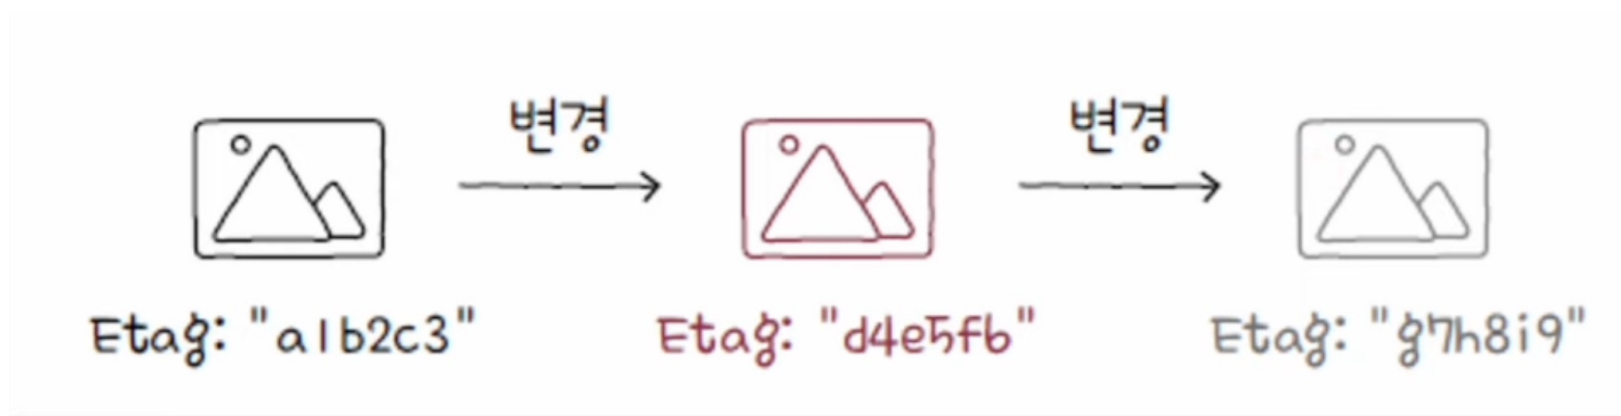 변경 변경
Etag: "a1b2c3" Etag: "d4e5f6" Etag: "g7h8i9"